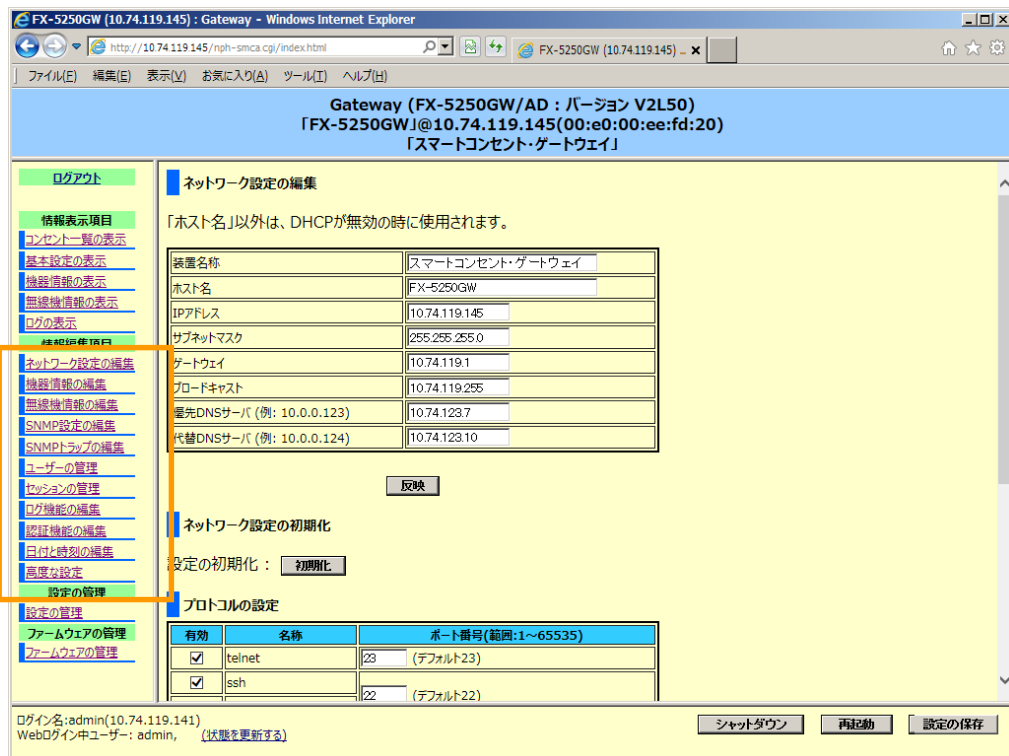 FX-5250GW (10.74.119.145) : Gateway - Windows Internet Explorer
http://10.74.119.145/nph-smca.cgi/index.html
FX-5250GW (10.74.119.145) ...
ファイル(F) 編集(E) 表示(V) お気に入り(A) ツール(T) ヘルプ(H)
Gateway (FX-5250GW/AD : バージョン V2L50)
「FX-5250GW」@10.74.119.145(00:e0:00:ee:fd:20)
「スマートコンセント・ゲートウェイ」
ログアウト
情報表示項目
コンセント一覧の表示
基本設定の表示
機器情報の表示
無線機情報の表示
ログの表示
情報編集項目
ネットワーク設定の編集
機器情報の編集
無線機情報の編集
SNMP設定の編集
SNMPトラップの編集
ユーザーの管理
セッションの管理
ログ機能の編集
認証機能の編集
日付と時刻の編集
高度な設定
設定の管理
設定の管理
ファームウェアの管理
ファームウェアの管理
ネットワーク設定の編集
「ホスト名」以外は、DHCPが無効の時に使用されます。
装置名称 スマートコンセント・ゲートウェイ
ホスト名 FX-5250GW
IPアドレス 10.74.119.145
サブネットマスク 255.255.255.0
ゲートウェイ 10.74.119.1
ブロードキャスト 10.74.119.255
優先DNSサーバ (例: 10.0.0.123) 10.74.123.7
代替DNSサーバ (例: 10.0.0.124) 10.74.123.10
反映
ネットワーク設定の初期化
設定の初期化 : 初期化
プロトコルの設定
有効 名称 ポート番号(範囲:1～65535)
telnet 23 (デフォルト23)
ssh 22 (デフォルト22)
ログイン名:admin(10.74.119.141)
Webログイン中ユーザー: admin, (状態を更新する)
シャットダウン 再起動 設定の保存